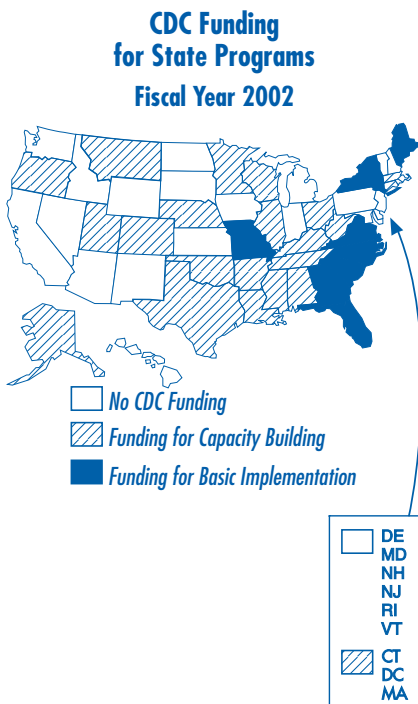 CDC Funding
for State Programs
Fiscal Year 2002
No CDC Funding
Funding for Capacity Building
Funding for Basic Implementation
DE
MD
NH
NJ
RI
VT
CT
DC
MA